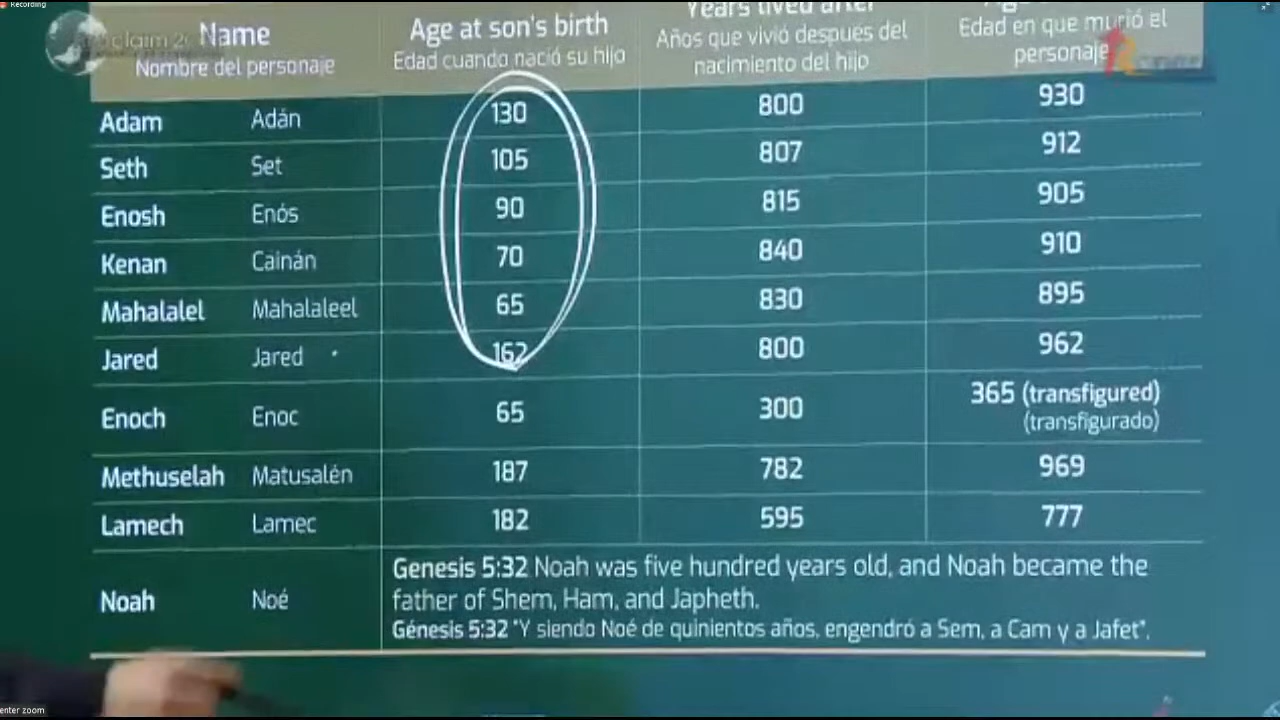 Recording
Name
Nombre del personaje
Age at son's birth
Edad cuando nació su hijo
Years lived after
Años que vivió después del
nacimiento del hijo
Edad en que murió el
personaje
Adam Adán 130 800 930
Seth Set 105 807 912
Enosh Enós 90 815 905
Kenan Cainán 70 840 910
Mahalalel Mahalaleel 65 830 895
Jared Jared 162 800 962
Enoch Enoc 65 300 365 (transfigured)
(transfigurado)
Methuselah Matusalén 187 782 969
Lamech Lamec 182 595 777
Noah Noé
Genesis 5:32 Noah was five hundred years old, and Noah became the
father of Shem, Ham, and Japheth.
Génesis 5:32 "Y siendo Noé de quinientos años, engendró a Sem, a Cam y a Jafet".
enter zoom